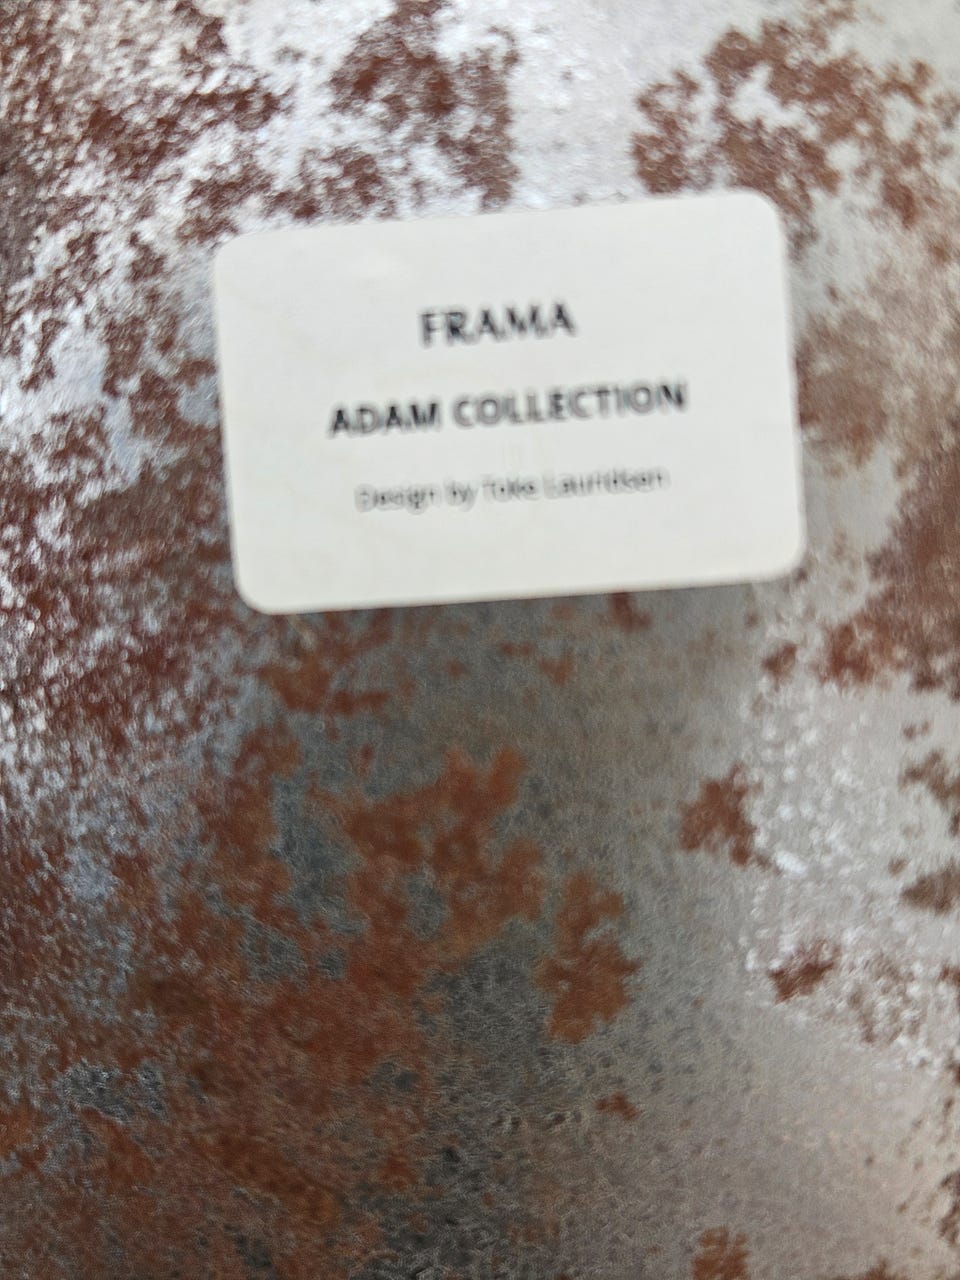 FRAMA
ADAM COLLECTION
Design by Toke Lauridsen